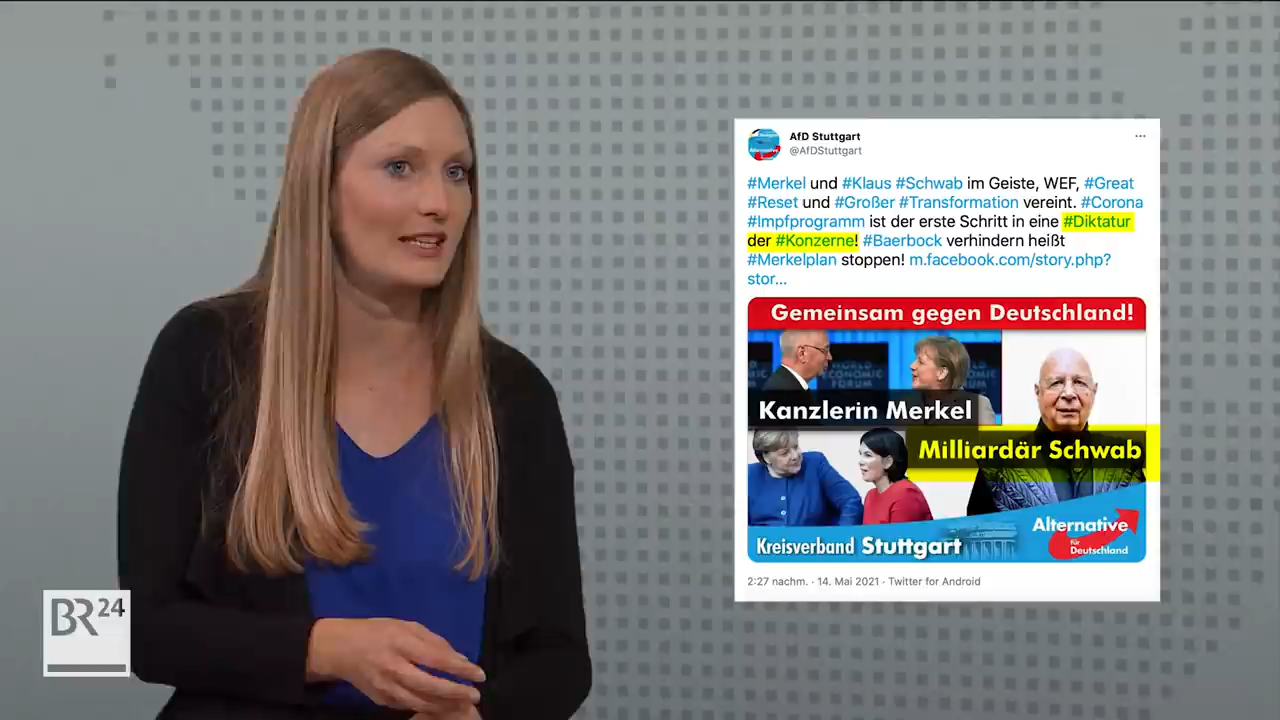 AfD Stuttgart
@AfDStuttgart
#Merkel und #Klaus #Schwab im Geiste, WEF, #Great
#Reset und #Großer #Transformation vereint. #Corona
#Impfprogramm ist der erste Schritt in eine #Diktatur
der #Konzerne! #Baerbock verhindern heißt
#Merkelplan stoppen! m.facebook.com/story.php?
stor...
Gemeinsam gegen Deutschland!
WORLD
ECONOMIC
FORUM
Kanzlerin Merkel
Milliardär Schwab
Alternative
für
Deutschland
Kreisverband Stuttgart
2:27 nachm. · 14. Mai 2021 · Twitter for Android
BR24